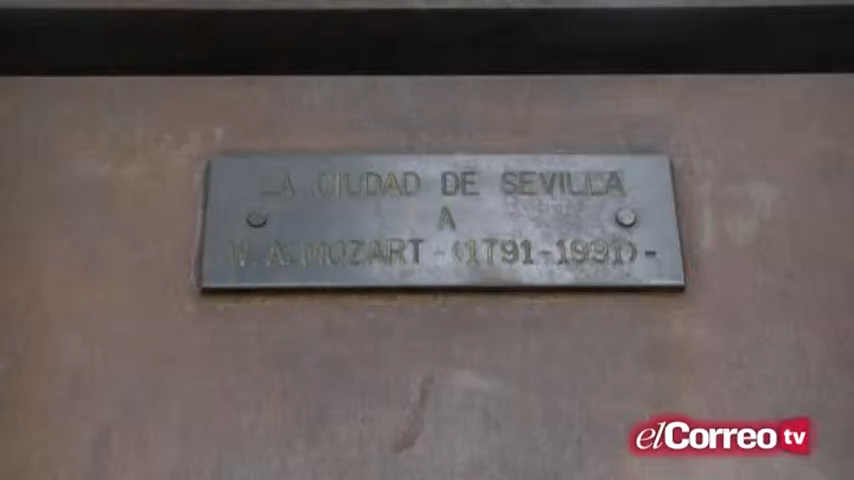 LA CIUDAD DE SEVILLA
A
W.A. MOZART - (1791-1991) -
elCorreo tv